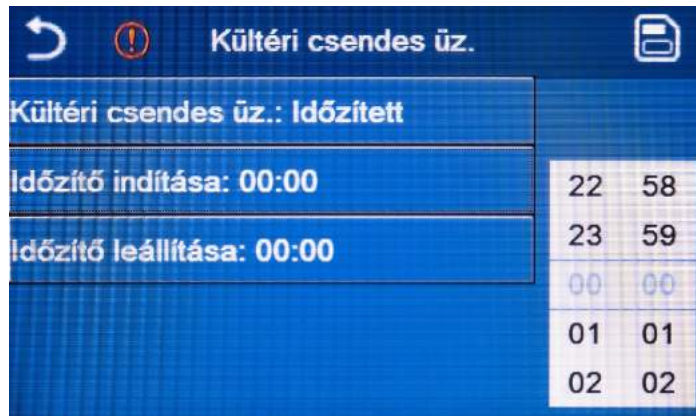 Kültéri csendes üz.
Kültéri csendes üz.: Időzített
Időzítő indítása: 00:00
Időzítő leállítása: 00:00
22 58
23 59
00 00
01 01
02 02